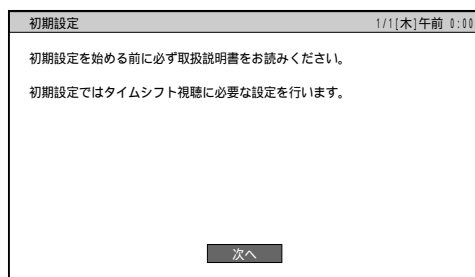 初期設定 1/1[木]午前 0:00
初期設定を始める前に必ず取扱説明書をお読みください。
初期設定ではタイムシフト視聴に必要な設定を行います。
次へ